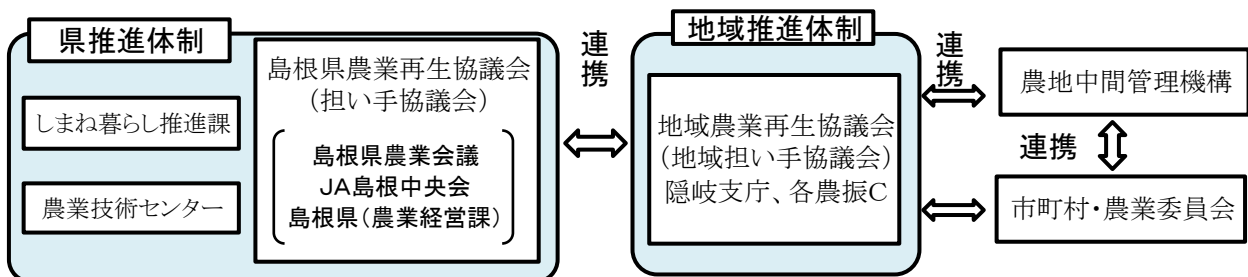 県推進体制
しまね暮らし推進課
農業技術センター
島根県農業再生協議会
(担い手協議会)
島根県農業会議
JA島根中央会
島根県(農業経営課)
連携
地域推進体制
地域農業再生協議会
(地域担い手協議会)
隠岐支庁、各農振C
連携
農地中間管理機構
連携
市町村・農業委員会